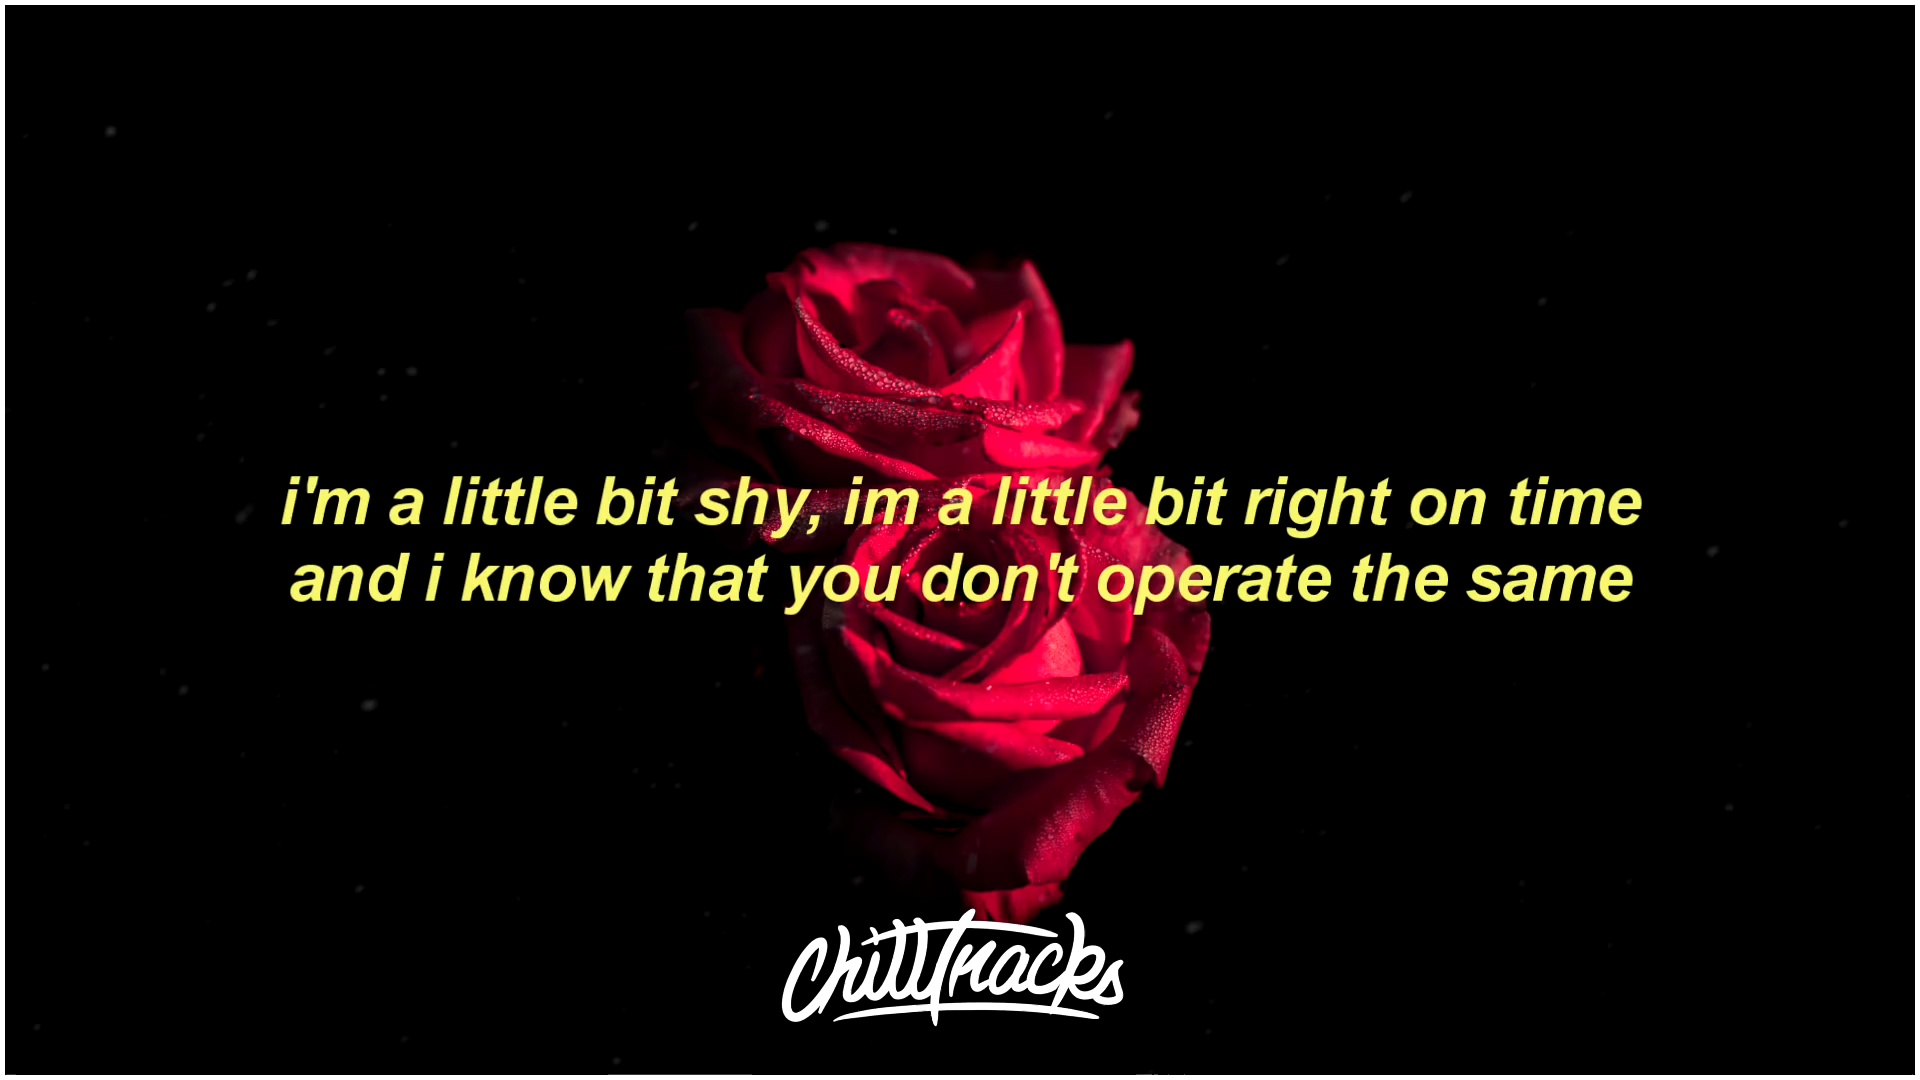 i'm a little bit shy, im a little bit right on time
and i know that you don't operate the same
ChillTracks